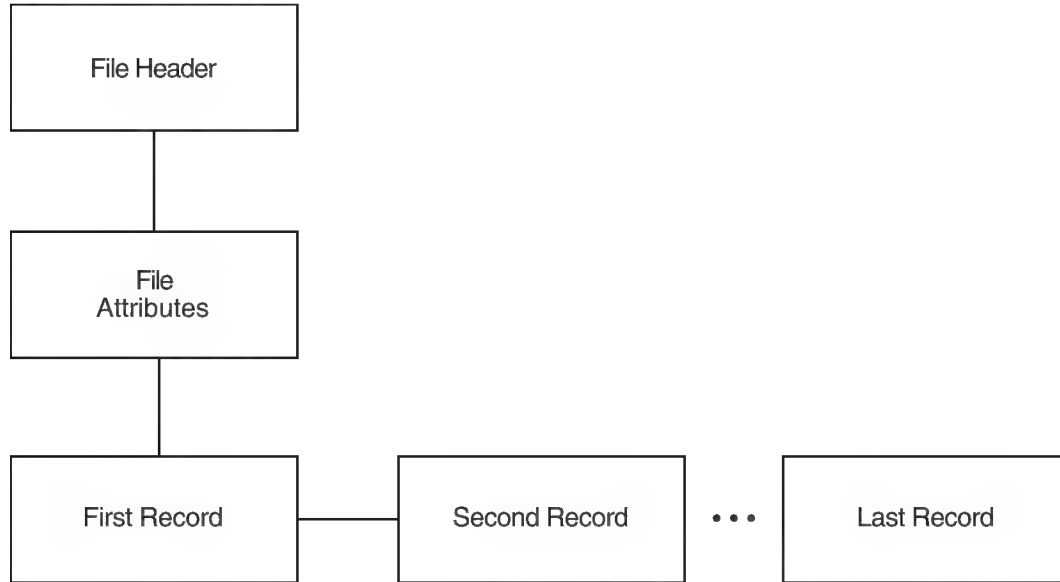 File Header
File
Attributes
First Record
Second Record
• • •
Last Record